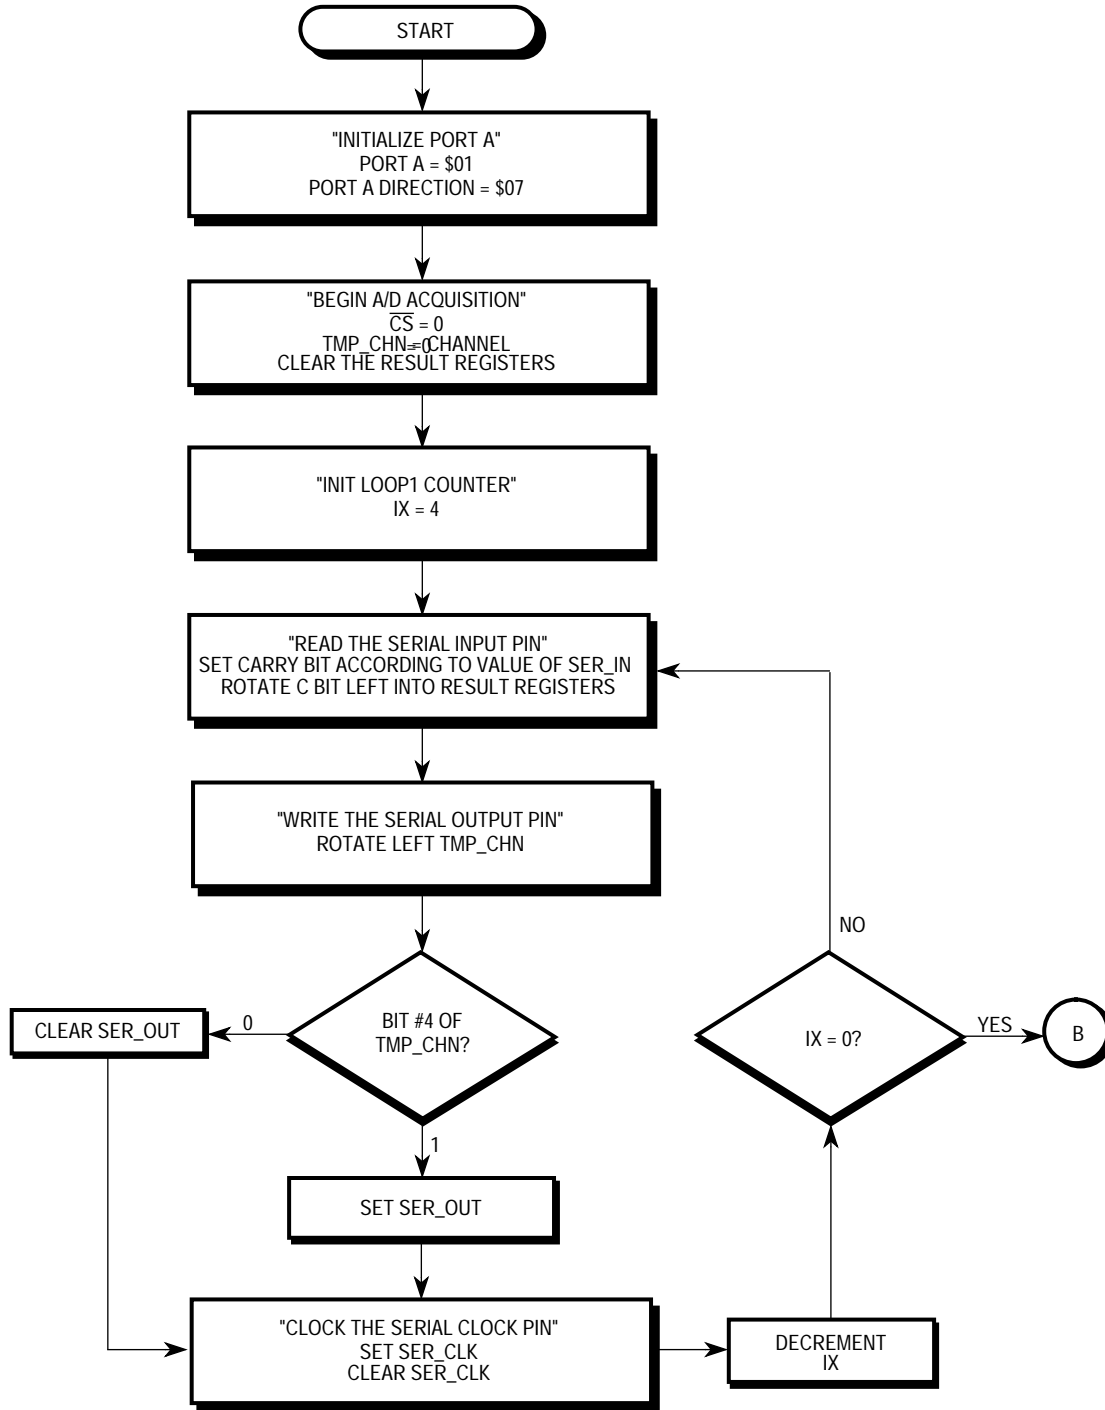 START
"INITIALIZE PORT A"
PORT A = $01
PORT A DIRECTION = $07
"BEGIN A/D ACQUISITION"
CS = 0
TMP_CHN = CHANNEL
= 0
CLEAR THE RESULT REGISTERS
"INIT LOOP1 COUNTER"
IX = 4
"READ THE SERIAL INPUT PIN"
SET CARRY BIT ACCORDING TO VALUE OF SER_IN
ROTATE C BIT LEFT INTO RESULT REGISTERS
"WRITE THE SERIAL OUTPUT PIN"
ROTATE LEFT TMP_CHN
NO
CLEAR SER_OUT
0
BIT #4 OF
TMP_CHN?
IX = 0?
YES
B
1
SET SER_OUT
"CLOCK THE SERIAL CLOCK PIN"
SET SER_CLK
CLEAR SER_CLK
DECREMENT
IX